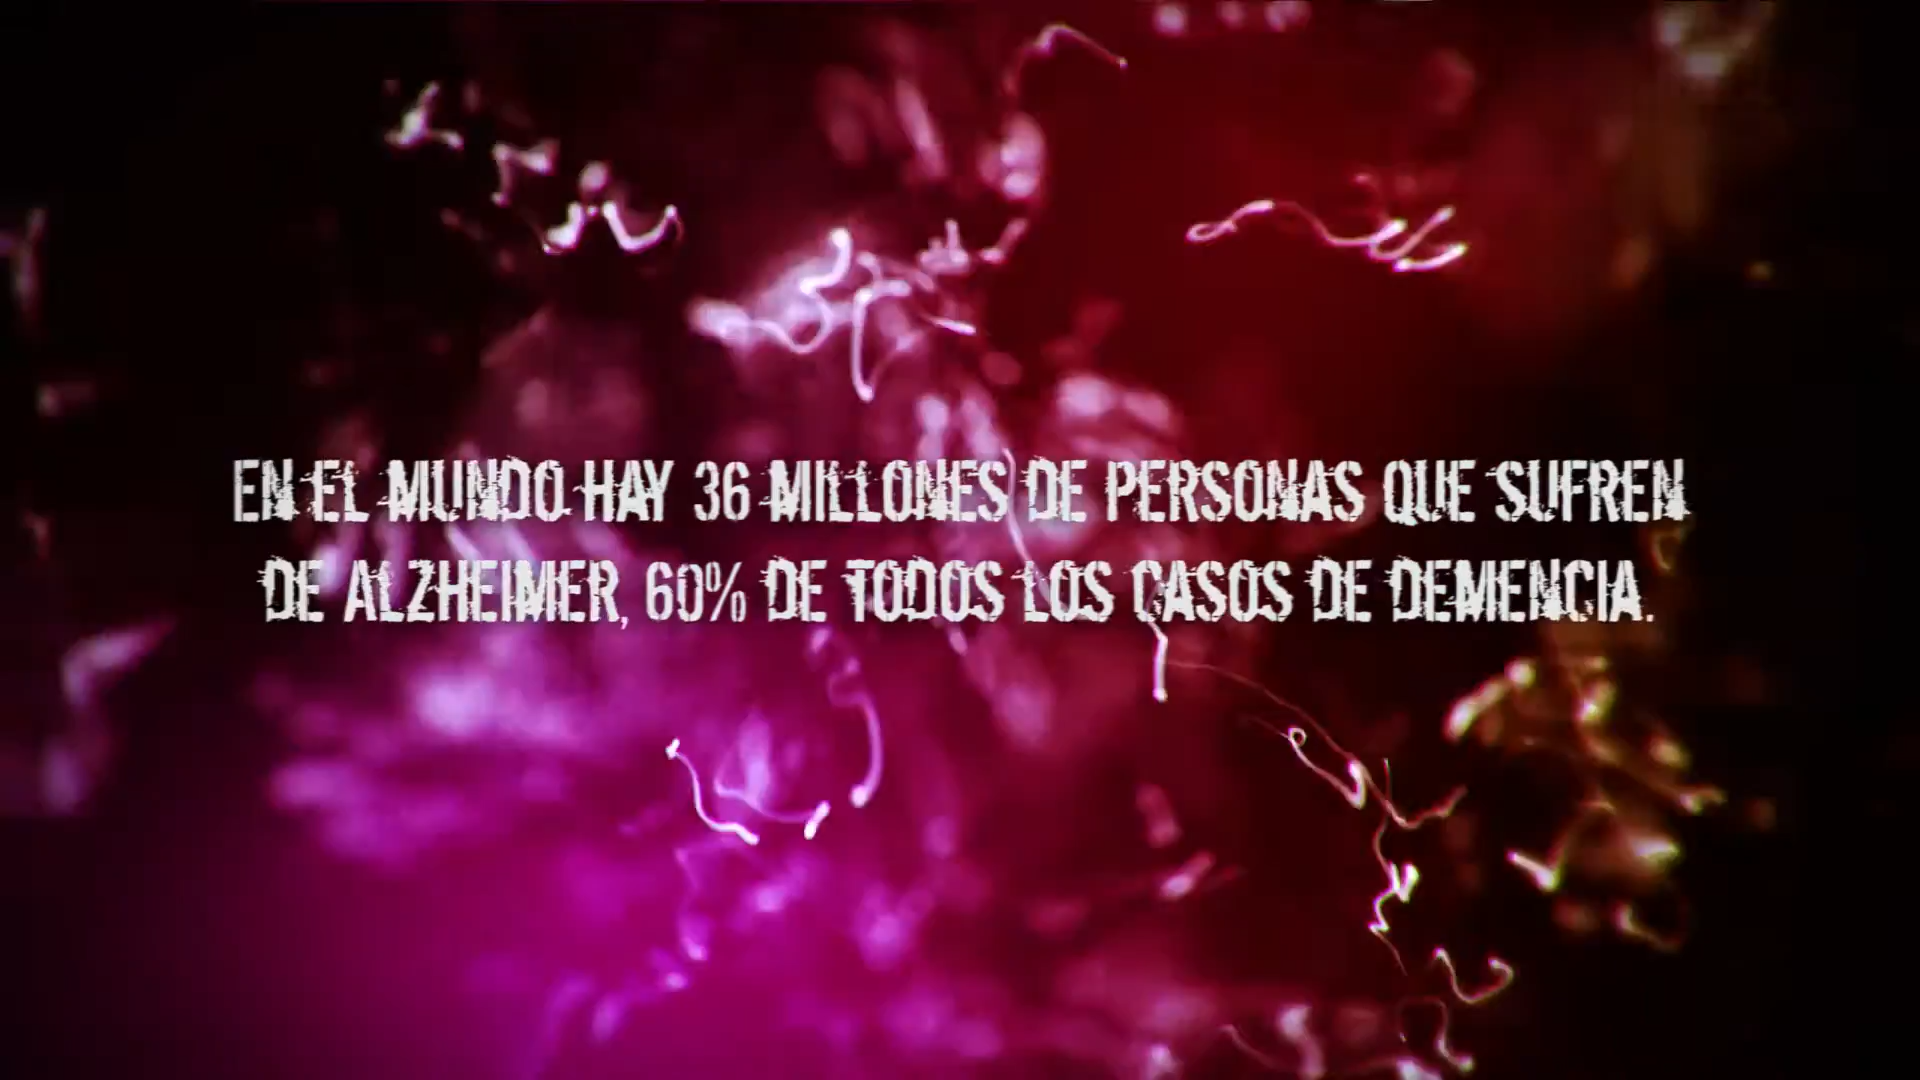 EN EL MUNDO HAY 36 MILLONES DE PERSONAS QUE SUFREN
DE ALZHEIMER, 60% DE TODOS LOS CASOS DE DEMENCIA.